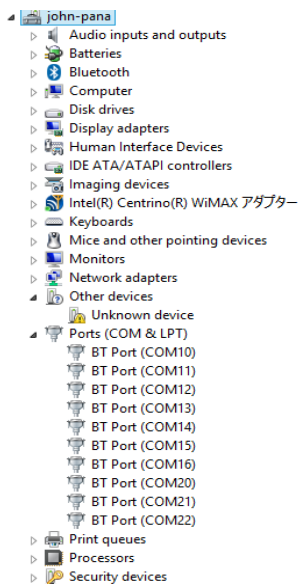 john-pana
Audio inputs and outputs
Batteries
Bluetooth
Computer
Disk drives
Display adapters
Human Interface Devices
IDE ATA/ATAPI controllers
Imaging devices
Intel(R) Centrino(R) WiMAX アダプター
Keyboards
Mice and other pointing devices
Monitors
Network adapters
Other devices
Unknown device
Ports (COM & LPT)
BT Port (COM10)
BT Port (COM11)
BT Port (COM12)
BT Port (COM13)
BT Port (COM14)
BT Port (COM15)
BT Port (COM16)
BT Port (COM20)
BT Port (COM21)
BT Port (COM22)
Print queues
Processors
Security devices